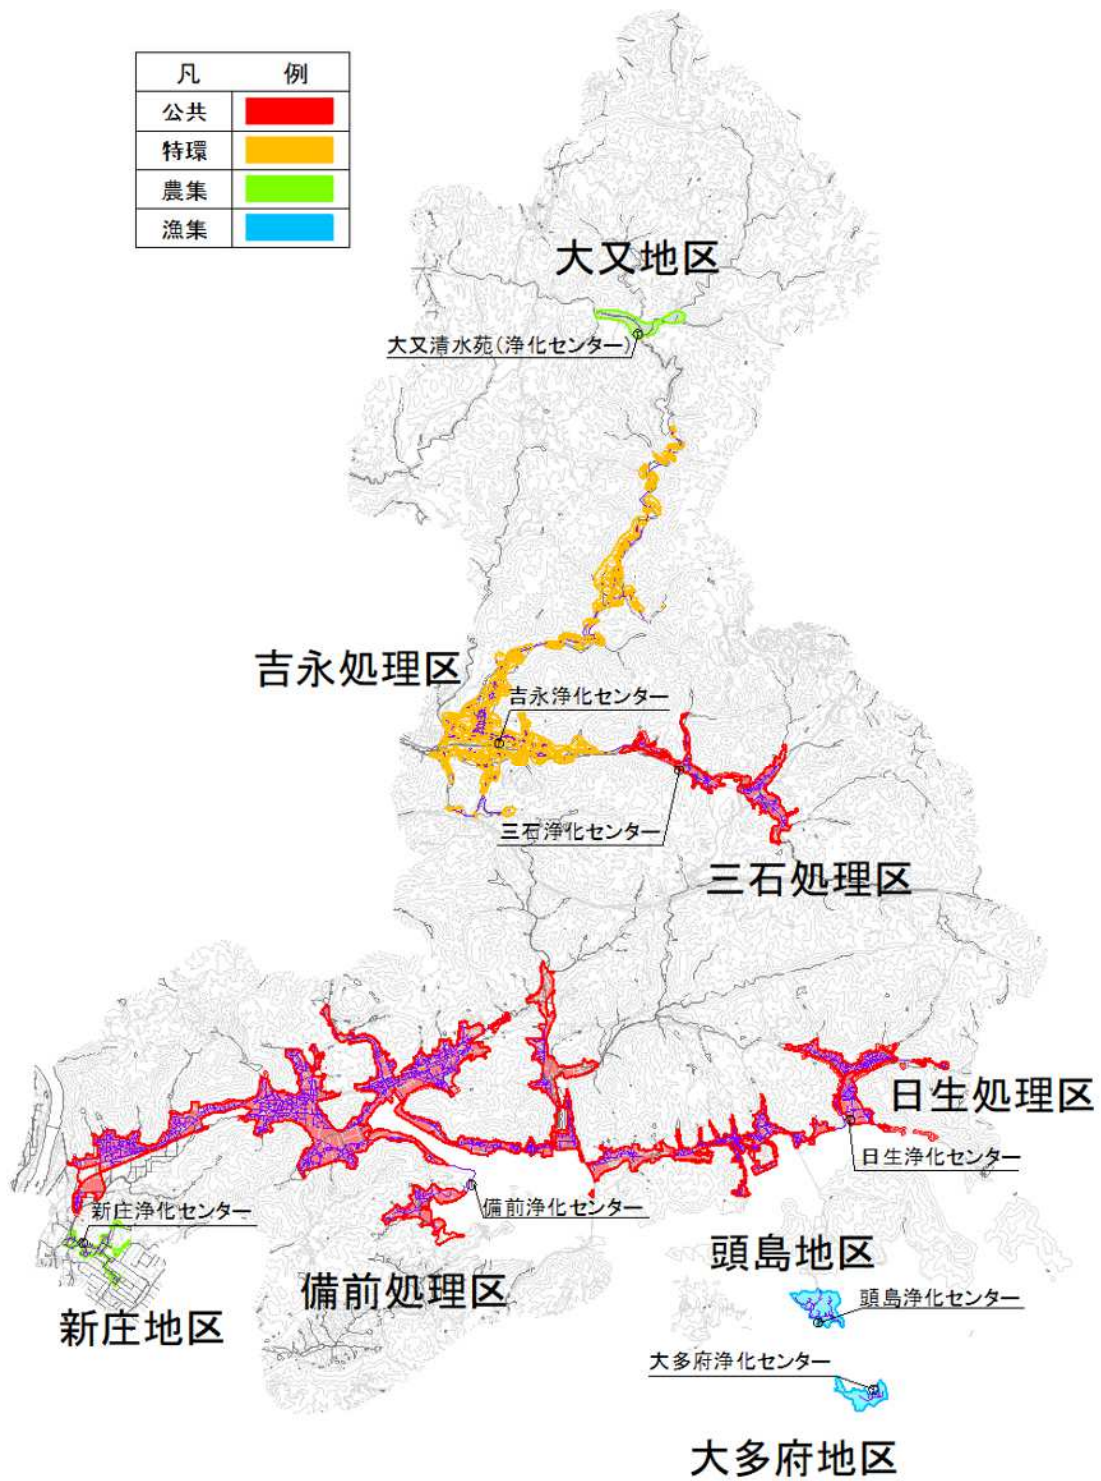 凡 例
公共
特環
農集
漁集
大又地区
大又清水苑(浄化センター)
吉永処理区
吉永浄化センター
三石浄化センター
三石処理区
日生処理区
日生浄化センター
新庄浄化センター
備前浄化センター
頭島地区
備前処理区
頭島浄化センター
新庄地区
大多府浄化センター
大多府地区